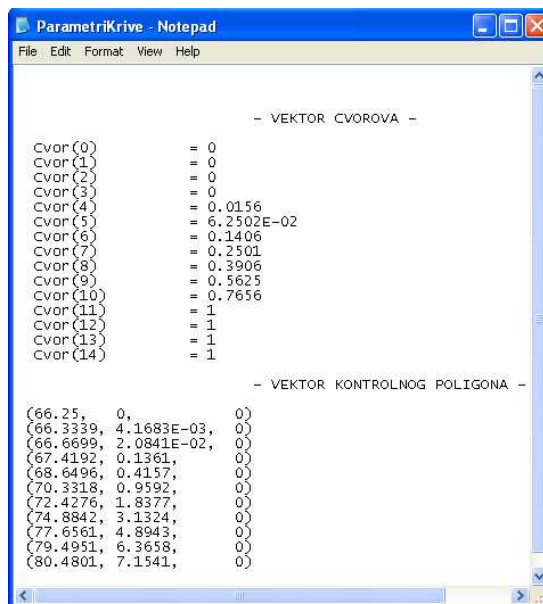 ParametriKrive - Notepad
File Edit Format View Help
- VEKTOR CVOROVA -
Cvor(0) = 0
Cvor(1) = 0
Cvor(2) = 0
Cvor(3) = 0
Cvor(4) = 0.0156
Cvor(5) = 6.2502E-02
Cvor(6) = 0.1406
Cvor(7) = 0.2501
Cvor(8) = 0.3906
Cvor(9) = 0.5625
Cvor(10) = 0.7656
Cvor(11) = 1
Cvor(12) = 1
Cvor(13) = 1
Cvor(14) = 1
- VEKTOR KONTROLNOG POLIGONA -
(66.25, 0, 0)
(66.3339, 4.1683E-03, 0)
(66.6699, 2.0841E-02, 0)
(67.4192, 0.1361, 0)
(68.6496, 0.4157, 0)
(70.3318, 0.9592, 0)
(72.4276, 1.8377, 0)
(74.8842, 3.1324, 0)
(77.6561, 4.8943, 0)
(79.4951, 6.3658, 0)
(80.4801, 7.1541, 0)